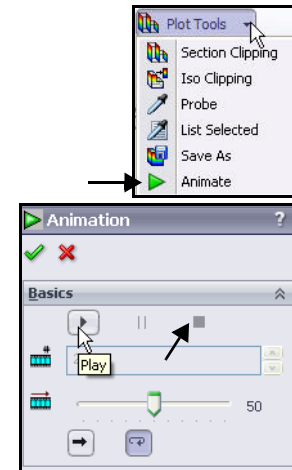 Plot Tools
Section Clipping
Iso Clipping
Probe
List Selected
Save As
Animate
Animation ?
Basics
Play
50